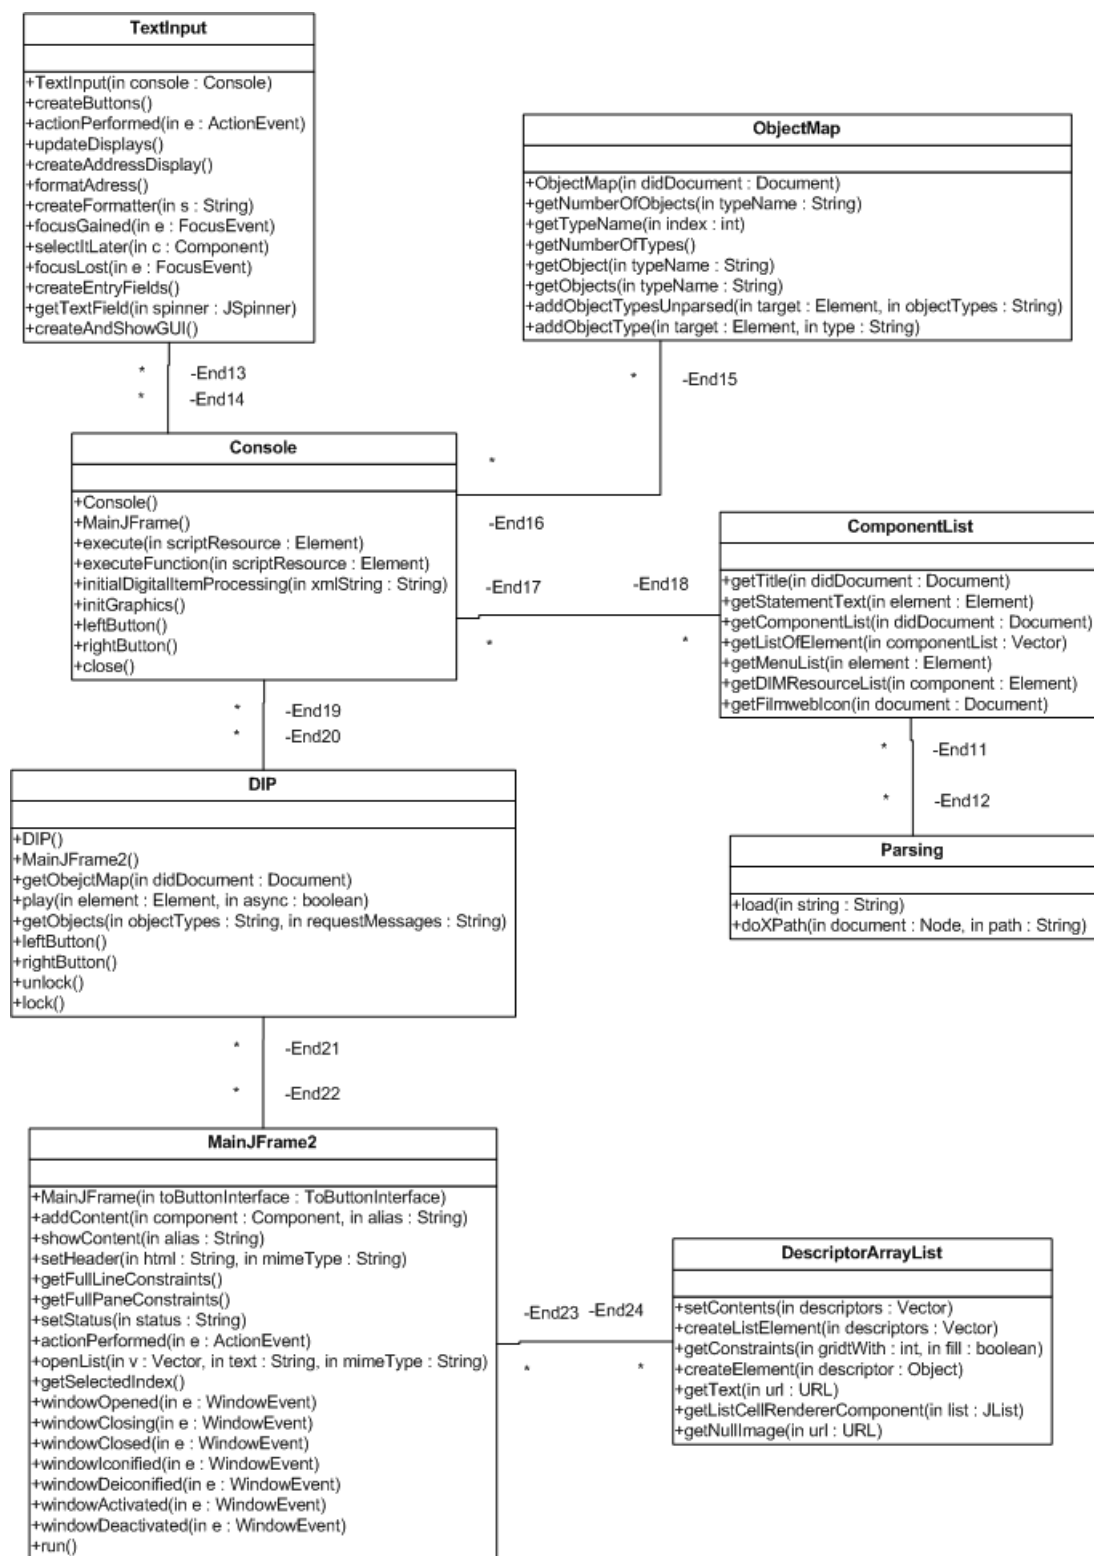 TextInput
+TextInput(in console : Console)
+createButtons()
+actionPerformed(in e : ActionEvent)
+updateDisplays()
+createAddressDisplay()
+formatAdress()
+createFormatter(in s : String)
+focusGained(in e : FocusEvent)
+selectItLater(in c : Component)
+focusLost(in e : FocusEvent)
+createEntryFields()
+getTextField(in spinner : JSpinner)
+createAndShowGUI()
ObjectMap
+ObjectMap(in didDocument : Document)
+getNumberOfObjects(in typeName : String)
+getTypeName(in index : int)
+getNumberOfTypes()
+getObject(in typeName : String)
+getObjects(in typeName : String)
+addObjectTypesUnparsed(in target : Element, in objectTypes : String)
+addObjectType(in target : Element, in type : String)
* -End13
* -End14
* -End15
Console
+Console()
+MainJFrame()
+execute(in scriptResource : Element)
+executeFunction(in scriptResource : Element)
+initialDigitalItemProcessing(in xmlString : String)
+initGraphics()
+leftButton()
+rightButton()
+close()
*
-End16
-End17 -End18
* *
ComponentList
+getTitle(in didDocument : Document)
+getStatementText(in element : Element)
+getComponentList(in didDocument : Document)
+getListOfElement(in componentList : Vector)
+getMenuList(in element : Element)
+getDIMResourceList(in component : Element)
+getFilmwebIcon(in document : Document)
* -End19
* -End20
* -End11
* -End12
DIP
+DIP()
+MainJFrame2()
+getObejctMap(in didDocument : Document)
+play(in element : Element, in async : boolean)
+getObjects(in objectTypes : String, in requestMessages : String)
+leftButton()
+rightButton()
+unlock()
+lock()
Parsing
+load(in string : String)
+doXPath(in document : Node, in path : String)
* -End21
* -End22
MainJFrame2
+MainJFrame(in toButtonInterface : ToButtonInterface)
+addContent(in component : Component, in alias : String)
+showContent(in alias : String)
+setHeader(in html : String, in mimeType : String)
+getFullLineConstraints()
+getFullPaneConstraints()
+setStatus(in status : String)
+actionPerformed(in e : ActionEvent)
+openList(in v : Vector, in text : String, in mimeType : String)
+getSelectedIndex()
+windowOpened(in e : WindowEvent)
+windowClosing(in e : WindowEvent)
+windowClosed(in e : WindowEvent)
+windowIconified(in e : WindowEvent)
+windowDeiconified(in e : WindowEvent)
+windowActivated(in e : WindowEvent)
+windowDeactivated(in e : WindowEvent)
+run()
-End23 -End24
* *
DescriptorArrayList
+setContents(in descriptors : Vector)
+createListElement(in descriptors : Vector)
+getConstraints(in gridtWith : int, in fill : boolean)
+createElement(in descriptor : Object)
+getText(in url : URL)
+getListCellRendererComponent(in list : JList)
+getNullImage(in url : URL)